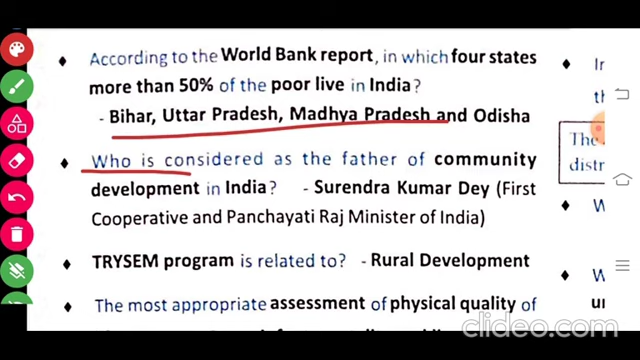 ♦ According to the World Bank report, in which four states
more than 50% of the poor live in India?
- Bihar, Uttar Pradesh, Madhya Pradesh and Odisha
♦ Who is considered as the father of community
development in India? - Surendra Kumar Dey (First
Cooperative and Panchayati Raj Minister of India)
♦ TRYSEM program is related to? - Rural Development
♦ The most appropriate assessment of physical quality of
The
distr
clideo.com